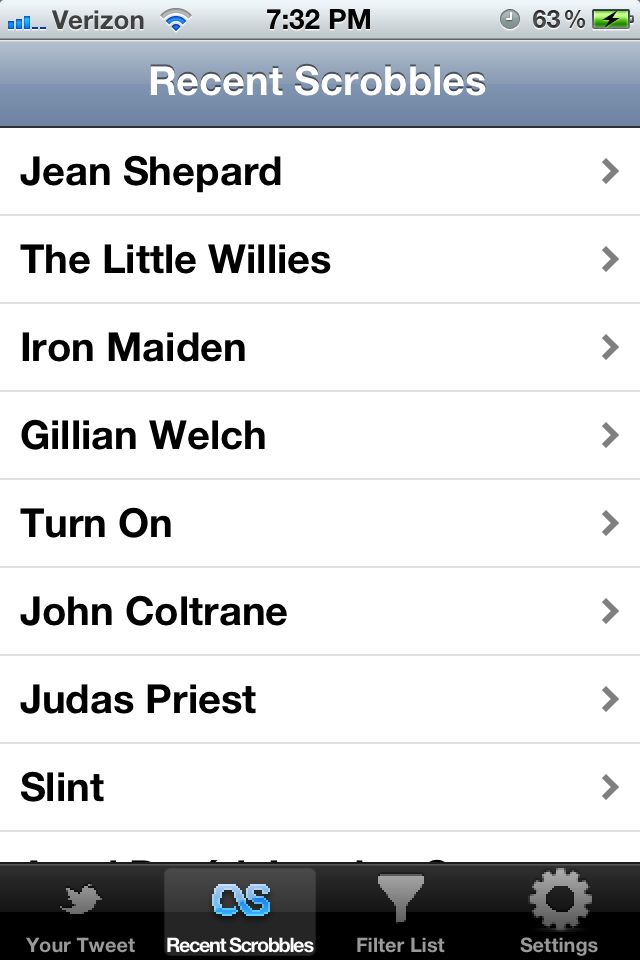 Verizon 7:32 PM 63%
Recent Scrobbles
Jean Shepard
The Little Willies
Iron Maiden
Gillian Welch
Turn On
John Coltrane
Judas Priest
Slint
Your Tweet Recent Scrobbles Filter List Settings